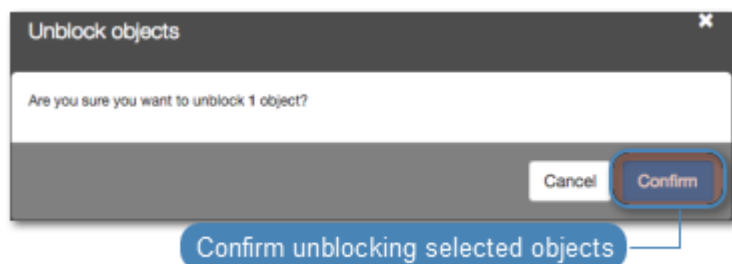 Unblock objects
Are you sure you want to unblock 1 object?
Cancel Confirm
Confirm unblocking selected objects